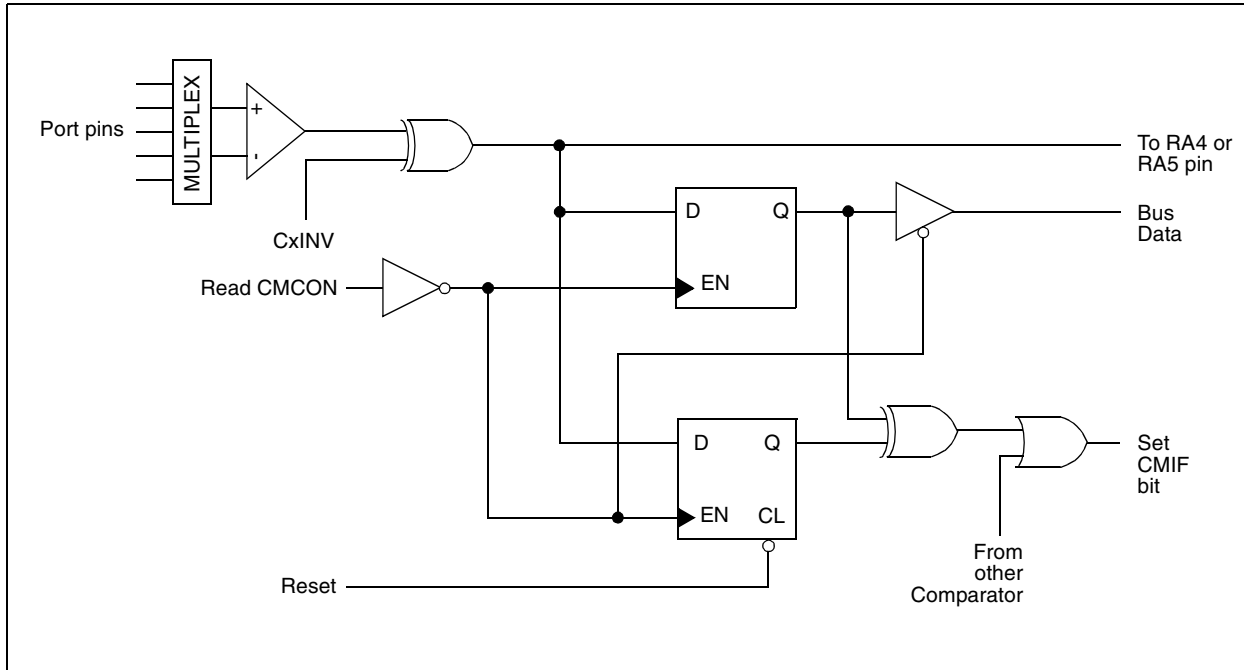 MULTIPLEX
Port pins
+
-
CxINV
To RA4 or
RA5 pin
D
Q
EN
Bus
Data
Read CMCON
D
Q
EN
CL
Set
CMIF
bit
From
other
Comparator
Reset